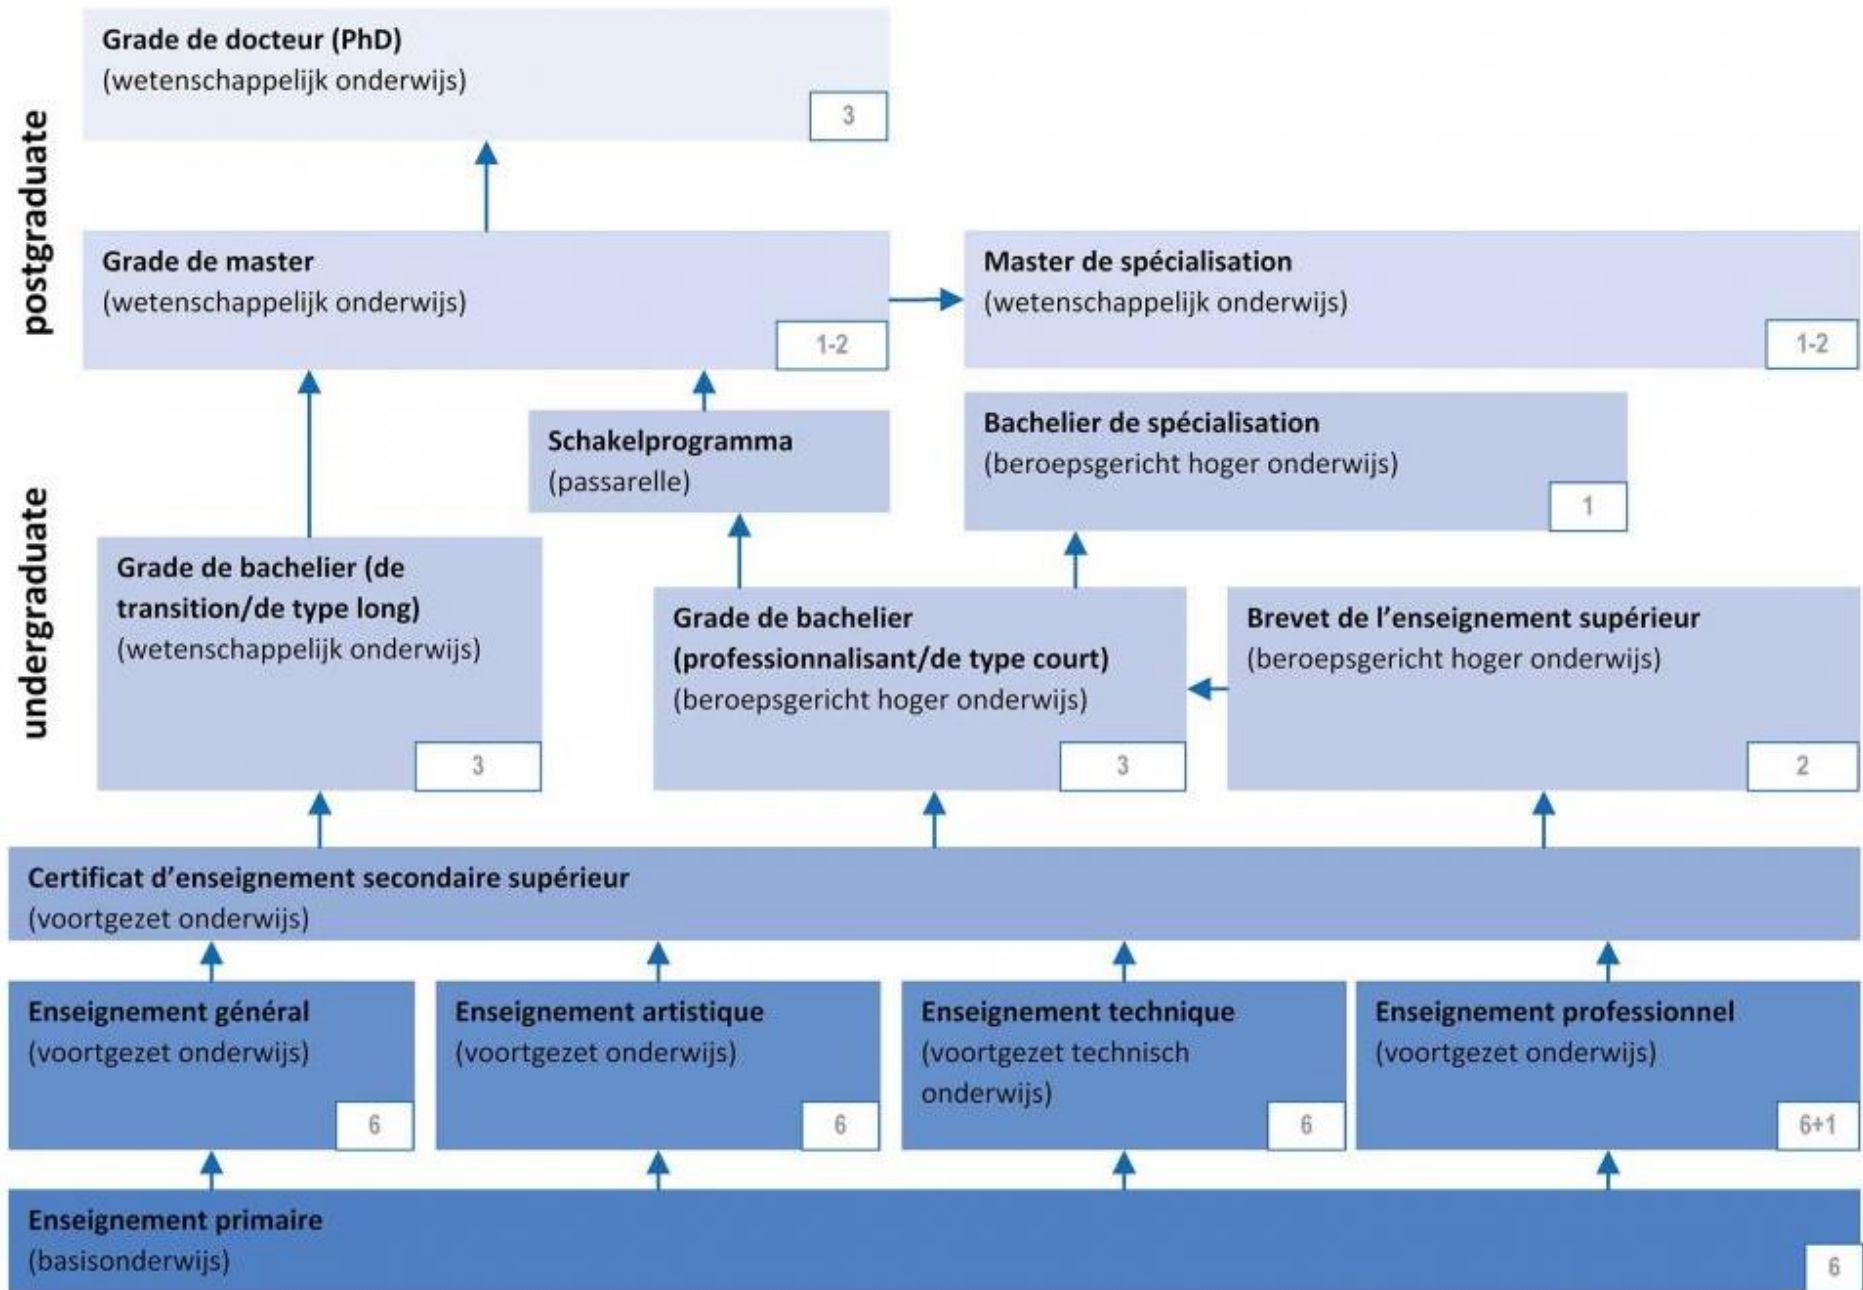 postgraduate
Grade de docteur (PhD)
(wetenschappelijk onderwijs)
3
Grade de master
(wetenschappelijk onderwijs)
1-2
Master de spécialisation
(wetenschappelijk onderwijs)
1-2
undergraduate
Schakelprogramma
(passarelle)
Bachelier de spécialisation
(beroepsgericht hoger onderwijs)
1
Grade de bachelier (de
transition/de type long)
(wetenschappelijk onderwijs)
3
Grade de bachelier
(professionnalisant/de type court)
(beroepsgericht hoger onderwijs)
3
Brevet de l’enseignement supérieur
(beroepsgericht hoger onderwijs)
2
Certificat d’enseignement secondaire supérieur
(voortgezet onderwijs)
Enseignement général
(voortgezet onderwijs)
6
Enseignement artistique
(voortgezet onderwijs)
6
Enseignement technique
(voortgezet technisch
onderwijs)
6
Enseignement professionnel
(voortgezet onderwijs)
6+1
Enseignement primaire
(basisonderwijs)
6